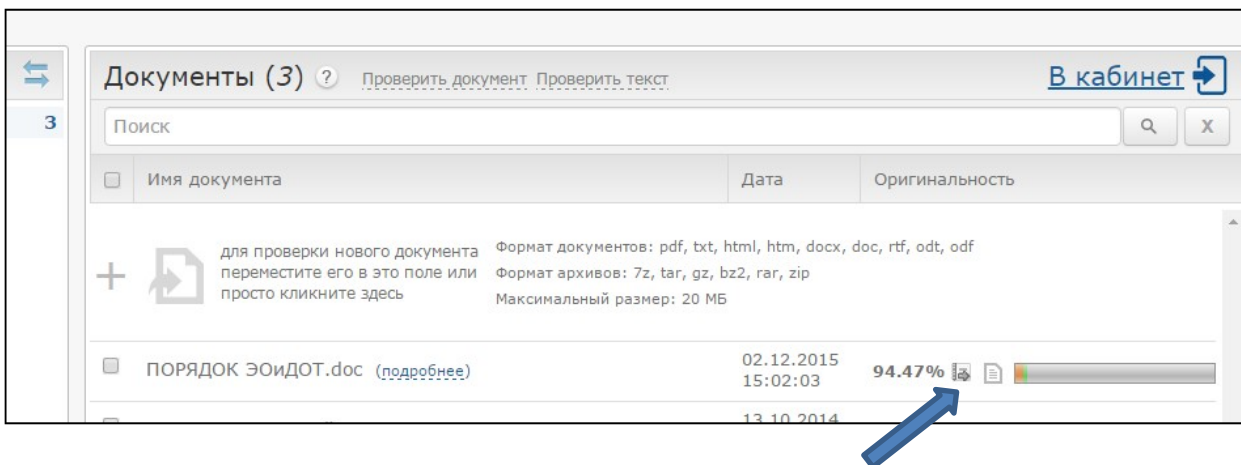 Документы (3) ? Проверить документ Проверить текст В кабинет
3
Поиск X
Имя документа Дата Оригинальность
для проверки нового документа
переместите его в это поле или
просто кликните здесь
Формат документов: pdf, txt, html, htm, docx, doc, rtf, odt, odf
Формат архивов: 7z, tar, gz, bz2, rar, zip
Максимальный размер: 20 МБ
ПОРЯДОК ЭОиДОТ.doc (подробнее) 02.12.2015
15:02:03 94.47%
13.10.2014